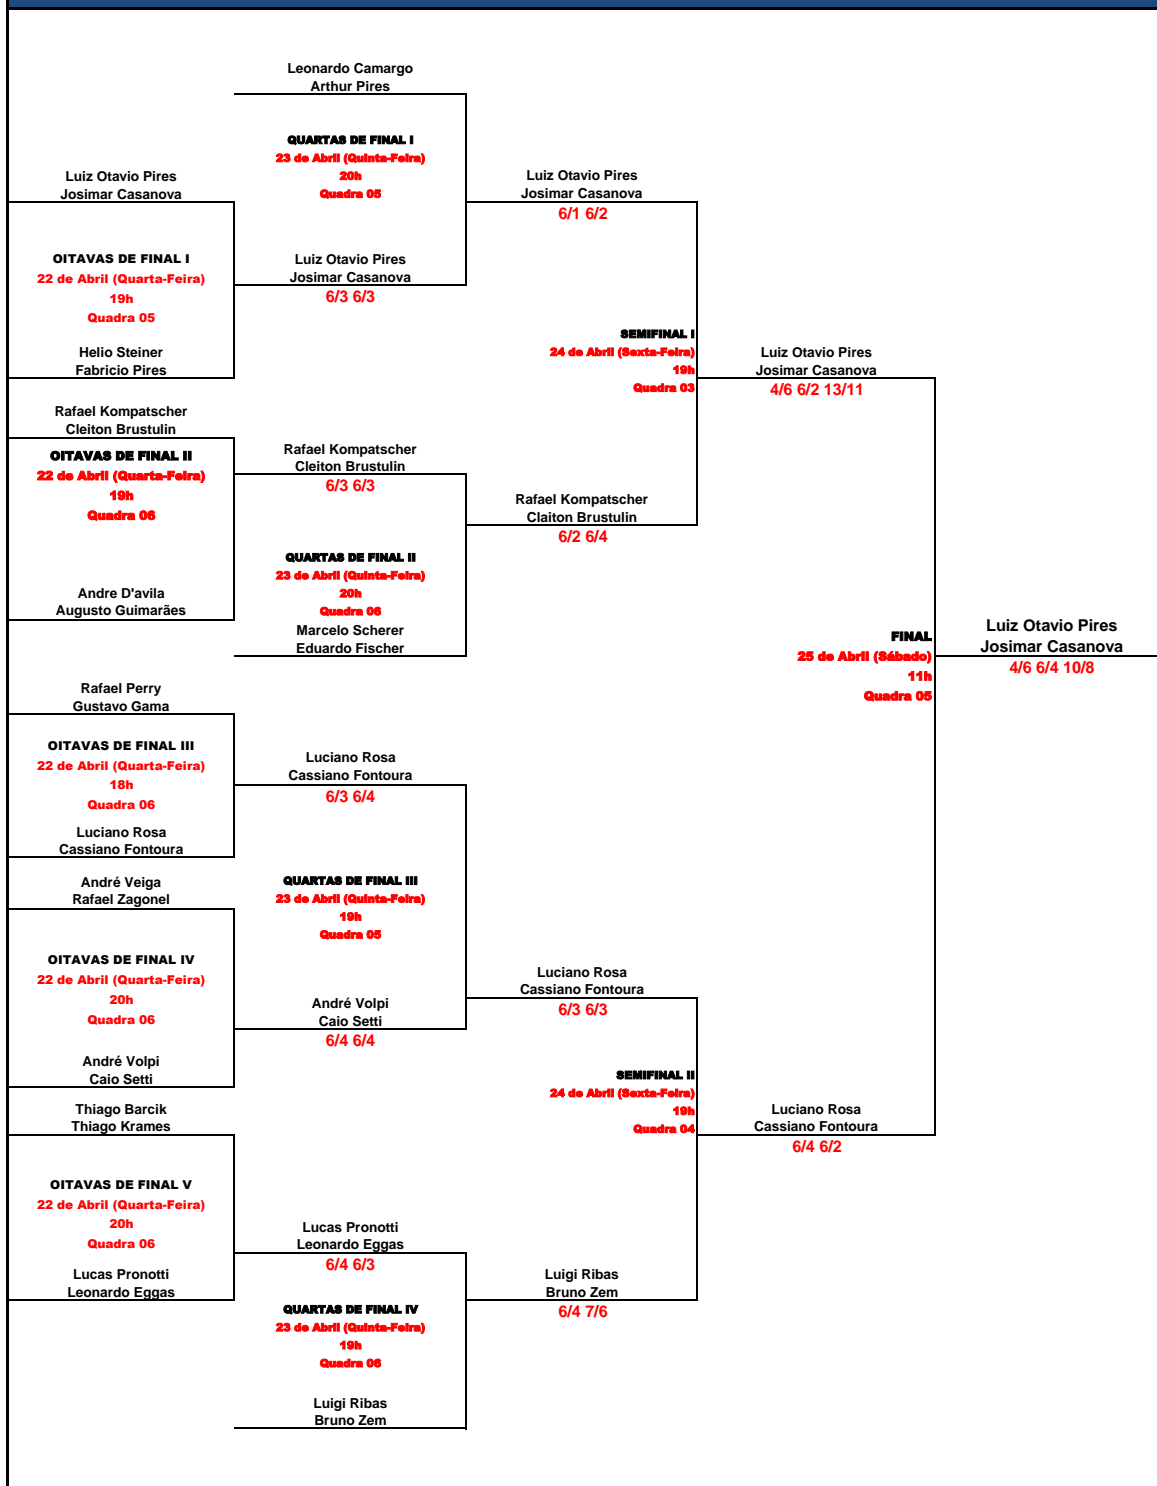 Leonardo Camargo
Arthur Pires
QUARTAS DE FINAL I
23 de Abril (Quinta-Feira)
20h
Quadra 05
Luiz Otavio Pires
Josimar Casanova
Luiz Otavio Pires
Josimar Casanova
6/1 6/2
OITAVAS DE FINAL I
22 de Abril (Quarta-Feira)
19h
Quadra 05
Luiz Otavio Pires
Josimar Casanova
6/3 6/3
Helio Steiner
Fabricio Pires
SEMIFINAL I
24 de Abril (Sexta-Feira)
19h
Quadra 03
Luiz Otavio Pires
Josimar Casanova
4/6 6/2 13/11
Rafael Kompatscher
Cleiton Brustulin
OITAVAS DE FINAL II
22 de Abril (Quarta-Feira)
19h
Quadra 06
Rafael Kompatscher
Cleiton Brustulin
6/3 6/3
Rafael Kompatscher
Claiton Brustulin
6/2 6/4
QUARTAS DE FINAL II
23 de Abril (Quinta-Feira)
20h
Quadra 06
Andre D'avila
Augusto Guimarães
Marcelo Scherer
Eduardo Fischer
FINAL
25 de Abril (Sábado)
11h
Quadra 05
Luiz Otavio Pires
Josimar Casanova
4/6 6/4 10/8
Rafael Perry
Gustavo Gama
OITAVAS DE FINAL III
22 de Abril (Quarta-Feira)
18h
Quadra 06
Luciano Rosa
Cassiano Fontoura
6/3 6/4
Luciano Rosa
Cassiano Fontoura
André Veiga
Rafael Zagonel
QUARTAS DE FINAL III
23 de Abril (Quinta-Feira)
19h
Quadra 05
OITAVAS DE FINAL IV
22 de Abril (Quarta-Feira)
20h
Quadra 06
Luciano Rosa
Cassiano Fontoura
6/3 6/3
André Volpi
Caio Setti
6/4 6/4
André Volpi
Caio Setti
SEMIFINAL II
24 de Abril (Sexta-Feira)
19h
Quadra 04
Thiago Barcik
Thiago Krames
Luciano Rosa
Cassiano Fontoura
6/4 6/2
OITAVAS DE FINAL V
22 de Abril (Quarta-Feira)
20h
Quadra 06
Lucas Pronotti
Leonardo Eggas
6/4 6/3
Lucas Pronotti
Leonardo Eggas
Luigi Ribas
Bruno Zem
6/4 7/6
QUARTAS DE FINAL IV
23 de Abril (Quinta-Feira)
19h
Quadra 06
Luigi Ribas
Bruno Zem